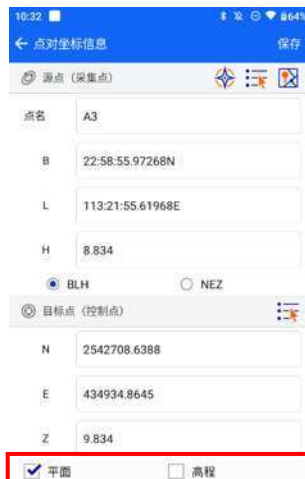 10:32 64%
点对坐标信息 保存
源点（采集点）
点名 A3
B 22:58:55.97268N
L 113:21:55.61968E
H 8.834
BLH NEZ
目标点（控制点）
N 2542708.6388
E 434934.8645
Z 9.834
平面 高程